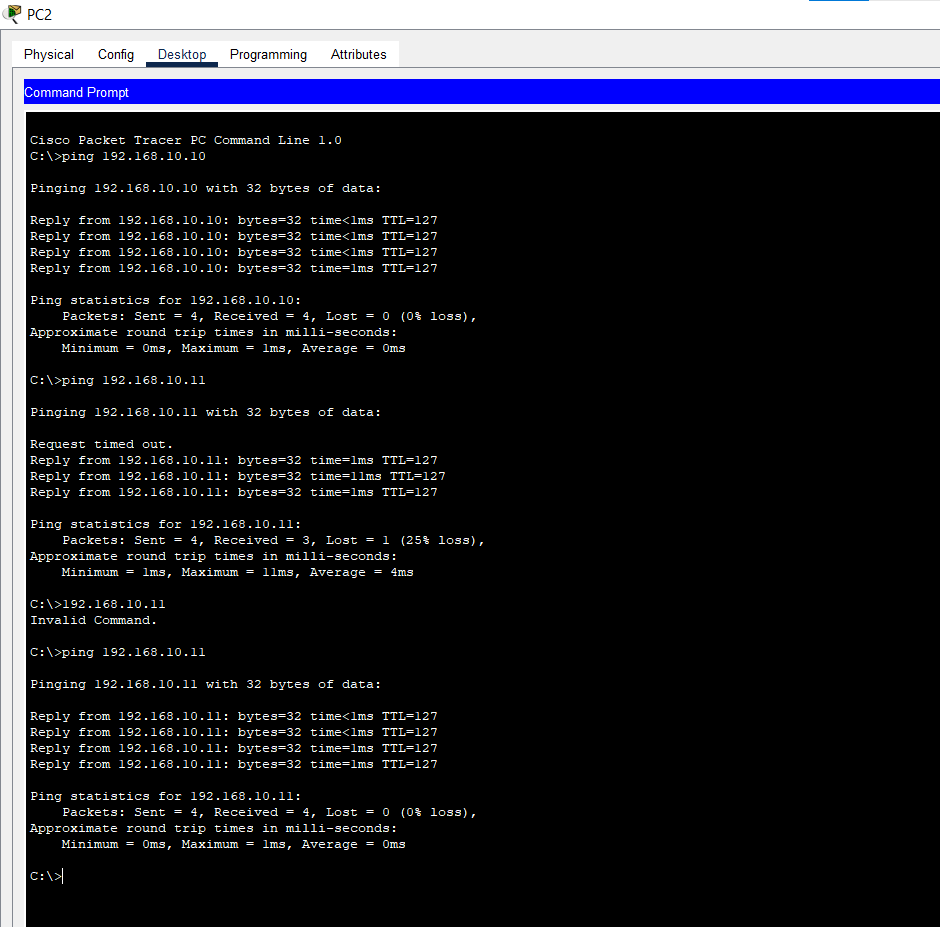 PC2
Physical Config Desktop Programming Attributes
Command Prompt
Cisco Packet Tracer PC Command Line 1.0
C:\>ping 192.168.10.10
Pinging 192.168.10.10 with 32 bytes of data:
Reply from 192.168.10.10: bytes=32 time<1ms TTL=127
Reply from 192.168.10.10: bytes=32 time<1ms TTL=127
Reply from 192.168.10.10: bytes=32 time<1ms TTL=127
Reply from 192.168.10.10: bytes=32 time=1ms TTL=127
Ping statistics for 192.168.10.10:
    Packets: Sent = 4, Received = 4, Lost = 0 (0% loss),
Approximate round trip times in milli-seconds:
    Minimum = 0ms, Maximum = 1ms, Average = 0ms
C:\>ping 192.168.10.11
Pinging 192.168.10.11 with 32 bytes of data:
Request timed out.
Reply from 192.168.10.11: bytes=32 time=1ms TTL=127
Reply from 192.168.10.11: bytes=32 time=11ms TTL=127
Reply from 192.168.10.11: bytes=32 time=1ms TTL=127
Ping statistics for 192.168.10.11:
    Packets: Sent = 4, Received = 3, Lost = 1 (25% loss),
Approximate round trip times in milli-seconds:
    Minimum = 1ms, Maximum = 11ms, Average = 4ms
C:\>192.168.10.11
Invalid Command.
C:\>ping 192.168.10.11
Pinging 192.168.10.11 with 32 bytes of data:
Reply from 192.168.10.11: bytes=32 time<1ms TTL=127
Reply from 192.168.10.11: bytes=32 time<1ms TTL=127
Reply from 192.168.10.11: bytes=32 time=1ms TTL=127
Reply from 192.168.10.11: bytes=32 time=1ms TTL=127
Ping statistics for 192.168.10.11:
    Packets: Sent = 4, Received = 4, Lost = 0 (0% loss),
Approximate round trip times in milli-seconds:
    Minimum = 0ms, Maximum = 1ms, Average = 0ms
C:\>